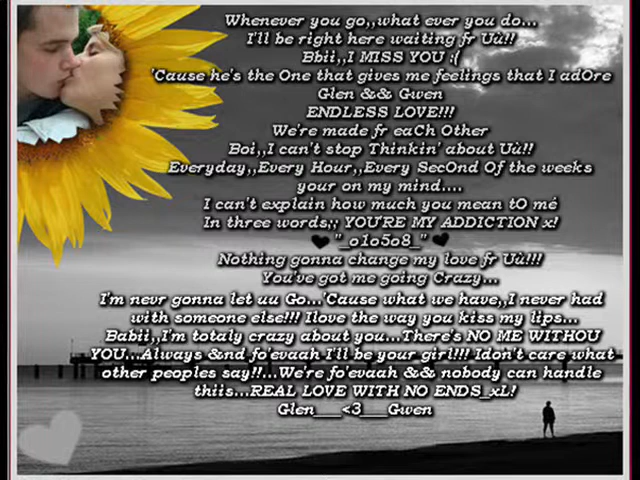 Whenever you go,,what ever you do...
I'll be right here waiting fr Uù!!
Bbii,,I MISS YOU :(
'Cause he's the One that gives me feelings that I adOre
Glen && Gwen
ENDLESS LOVE!!!
We're made fr eaCh Other
Boi,,I can't stop Thinkin' about Uù!!
Everyday,,Every Hour,,Every SecOnd Of the weeks
your on my mind....
I can't explain how much you mean tO mé
In three words;; YOU'RE MY ADDICTION x!
"_o1o5o8_"
Nothing gonna change my love fr Uù!!!
You've got me going Crazy...
I'm nevr gonna let uu Go...'Cause what we have,,I never had
with someone else!!! Ilove the way you kiss my lips...
Babii,,I'm totaly crazy about you...There's NO ME WITHOU
YOU...Always &nd fo'evaah I'll be your girl!!! Idon't care what
other peoples say!!...We're fo'evaah && nobody can handle
thiis...REAL LOVE WITH NO ENDS_xL!
Glen___<3___Gwen